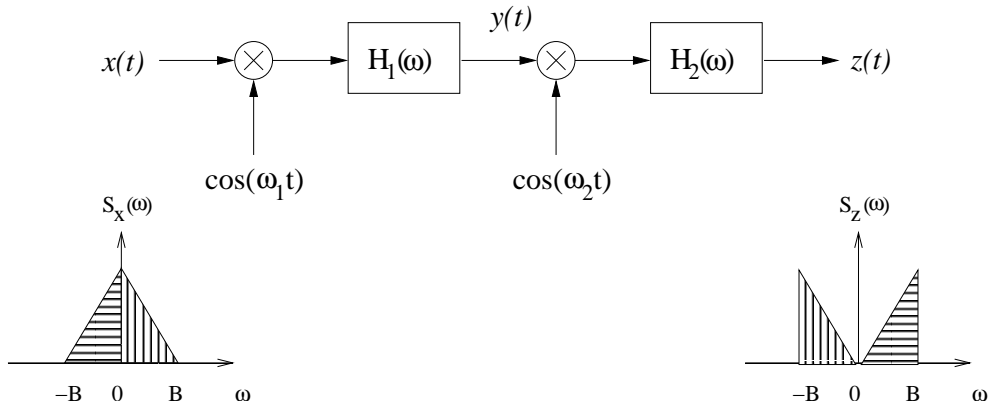 y(t)
x(t) H₁(ω) H₂(ω) z(t)
cos(ω₁t) cos(ω₂t)
Sₓ(ω) S_z(ω)
−B 0 B ω −B 0 B ω